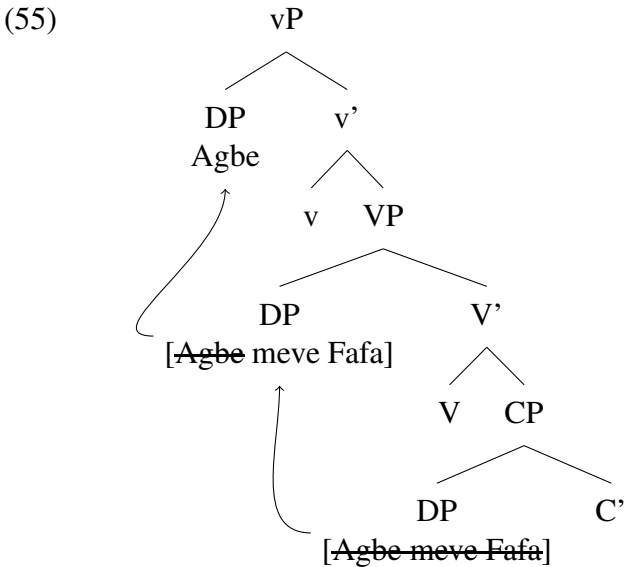 (55) vP
DP v’
Agbe
v VP
DP V’
[Agbe meve Fafa]
V CP
DP C’
[Agbe meve Fafa]